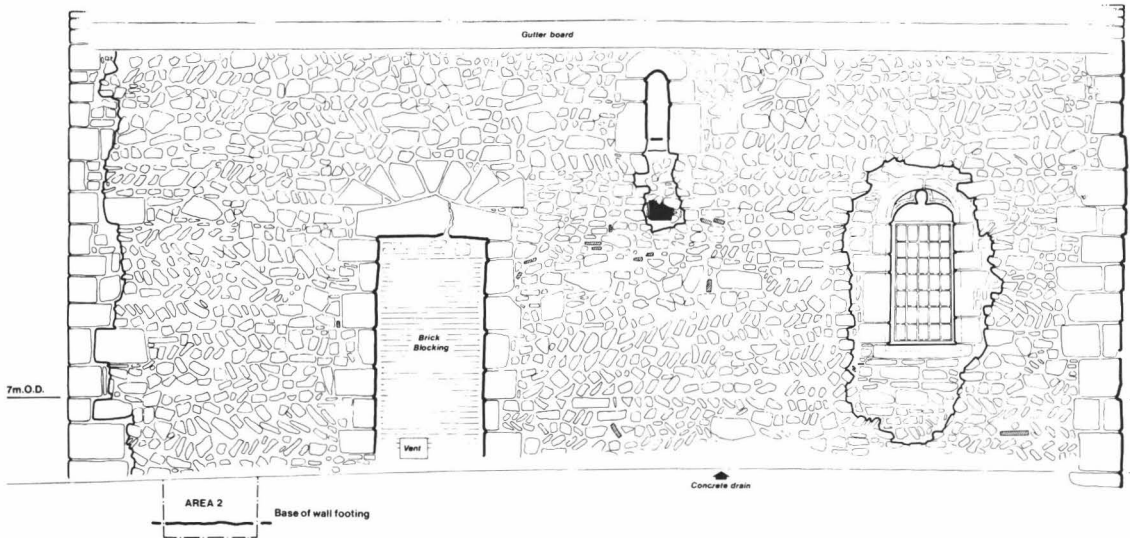 Gutter board
Brick
Blocking
7m.O.D.
Vent
Concrete drain
AREA 2
Base of wall footing